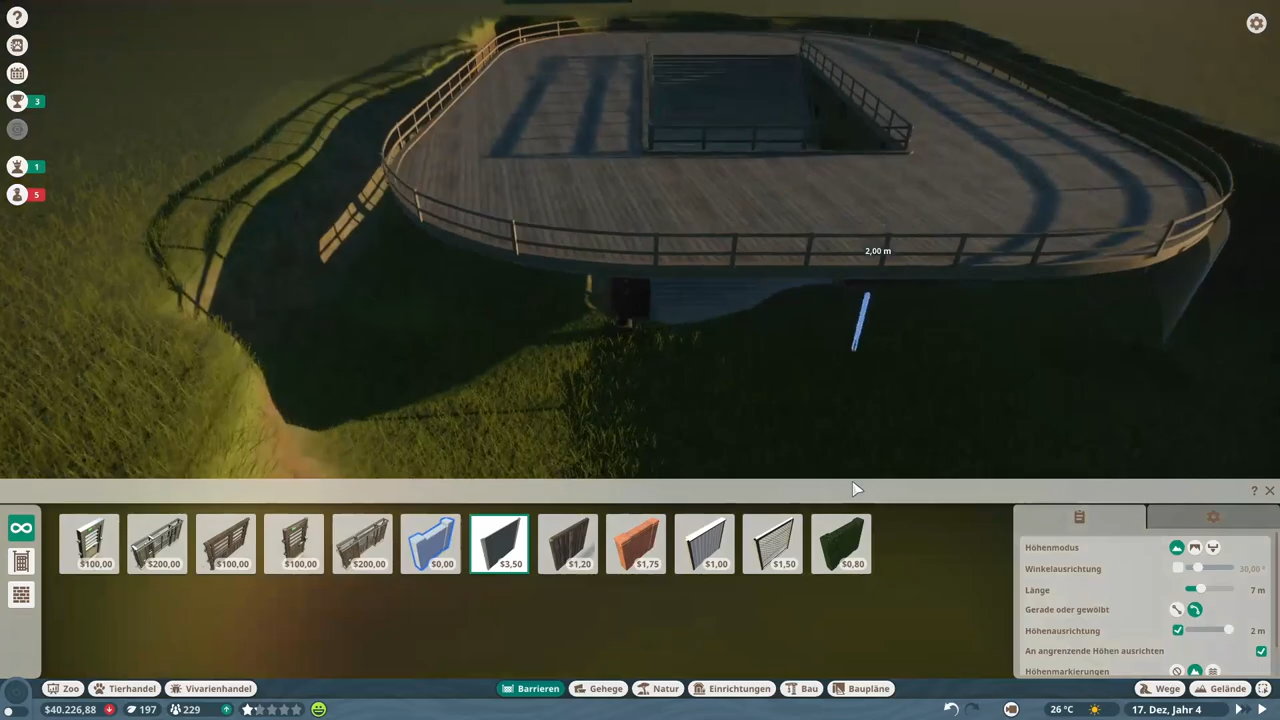 ?
3
1
5
2,00 m
?
$100,00
$200,00
$100,00
$100,00
$200,00
$0,00
$3,50
$1,20
$1,75
$1,00
$1,50
$0,80
Höhenmodus
Winkelausrichtung 30,00 °
Länge 7 m
Gerade oder gewölbt
Höhenausrichtung 2 m
An angrenzende Höhen ausrichten
Höhenmarkierungen
Zoo Tierhandel Vivarienhandel Barrieren Gehege Natur Einrichtungen Bau Baupläne Wege Gelände
$40.226,88 197 229 26 °C 17. Dez, Jahr 4